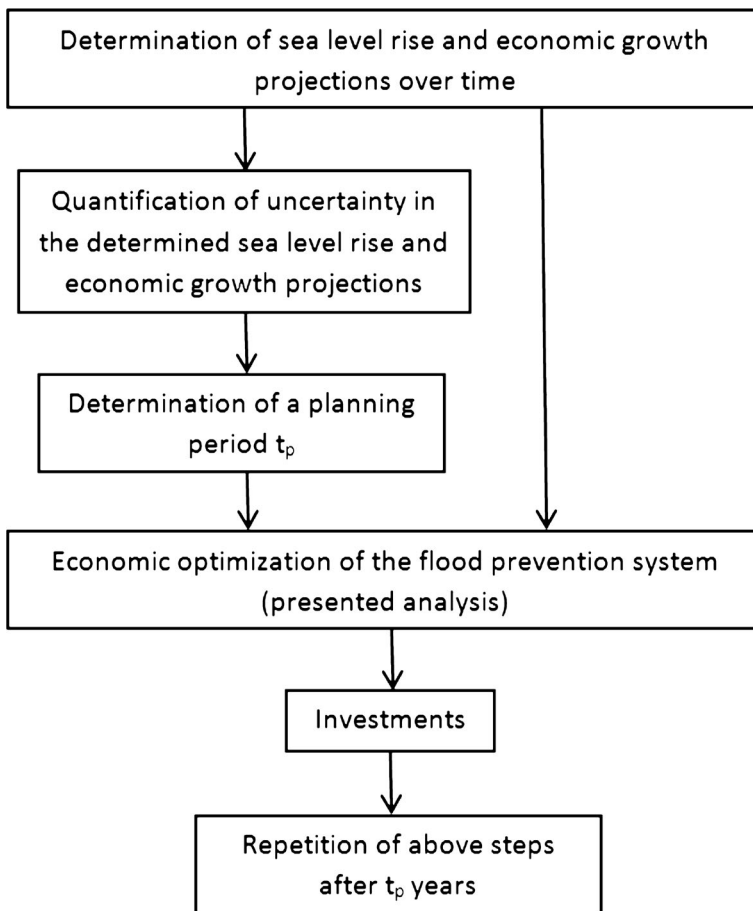 Determination of sea level rise and economic growth
projections over time
Quantification of uncertainty in
the determined sea level rise and
economic growth projections
Determination of a planning
period tₚ
Economic optimization of the flood prevention system
(presented analysis)
Investments
Repetition of above steps
after tₚ years